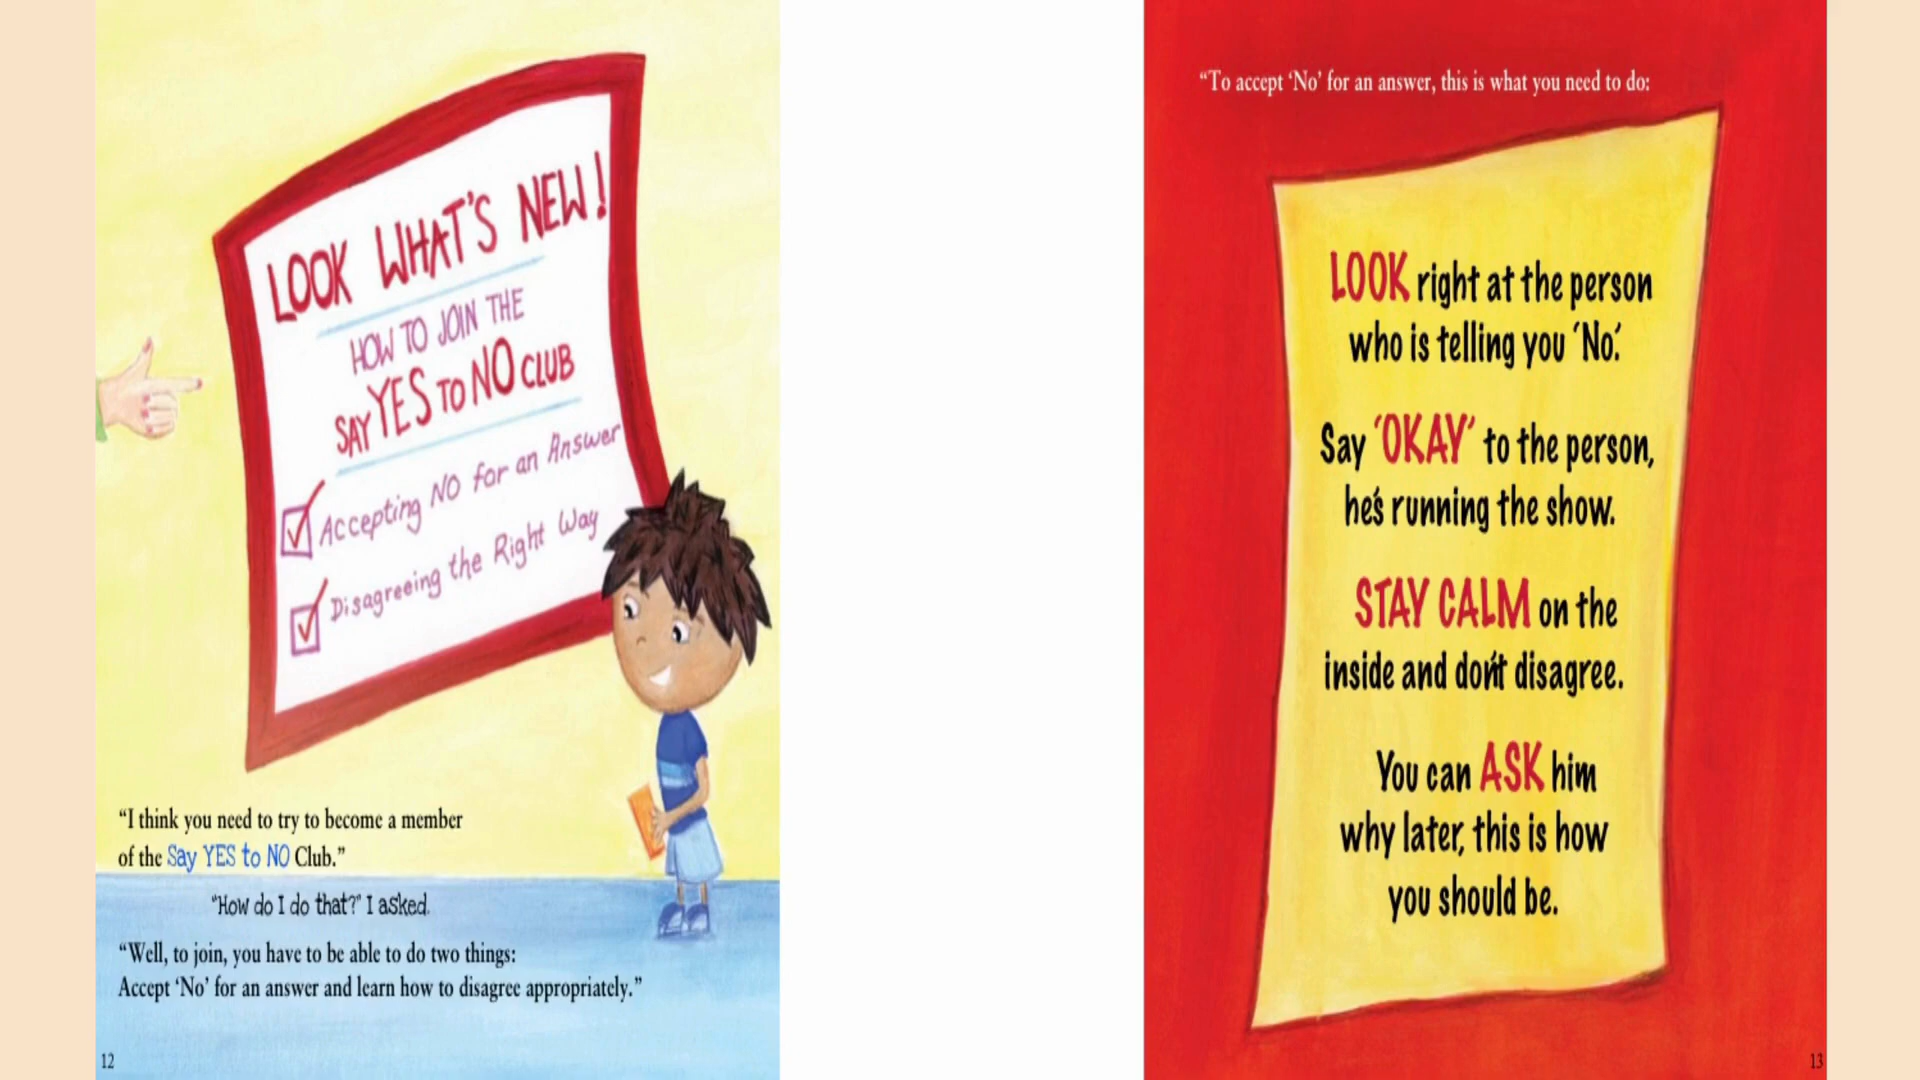 LOOK WHAT'S NEW!
HOW TO JOIN THE
SAY YES TO NO CLUB
Accepting NO for an Answer
Disagreeing the Right Way
“I think you need to try to become a member
of the Say YES to NO Club.”
“How do I do that?” I asked.
“Well, to join, you have to be able to do two things:
Accept ‘No’ for an answer and learn how to disagree appropriately.”
12
“To accept ‘No’ for an answer, this is what you need to do:
LOOK right at the person
who is telling you ‘No.’
Say ‘OKAY’ to the person,
he's running the show.
STAY CALM on the
inside and don't disagree.
You can ASK him
why later, this is how
you should be.
13